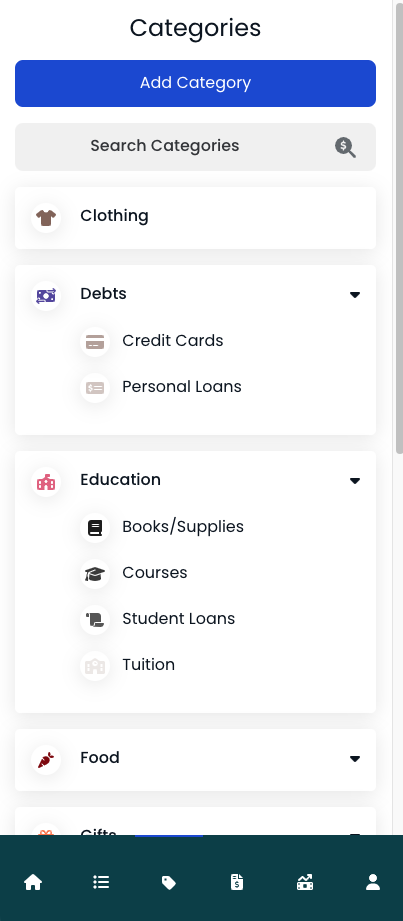 Categories
Add Category
Search Categories
Clothing
Debts
Credit Cards
Personal Loans
Education
Books/Supplies
Courses
Student Loans
Tuition
Food
Gifts